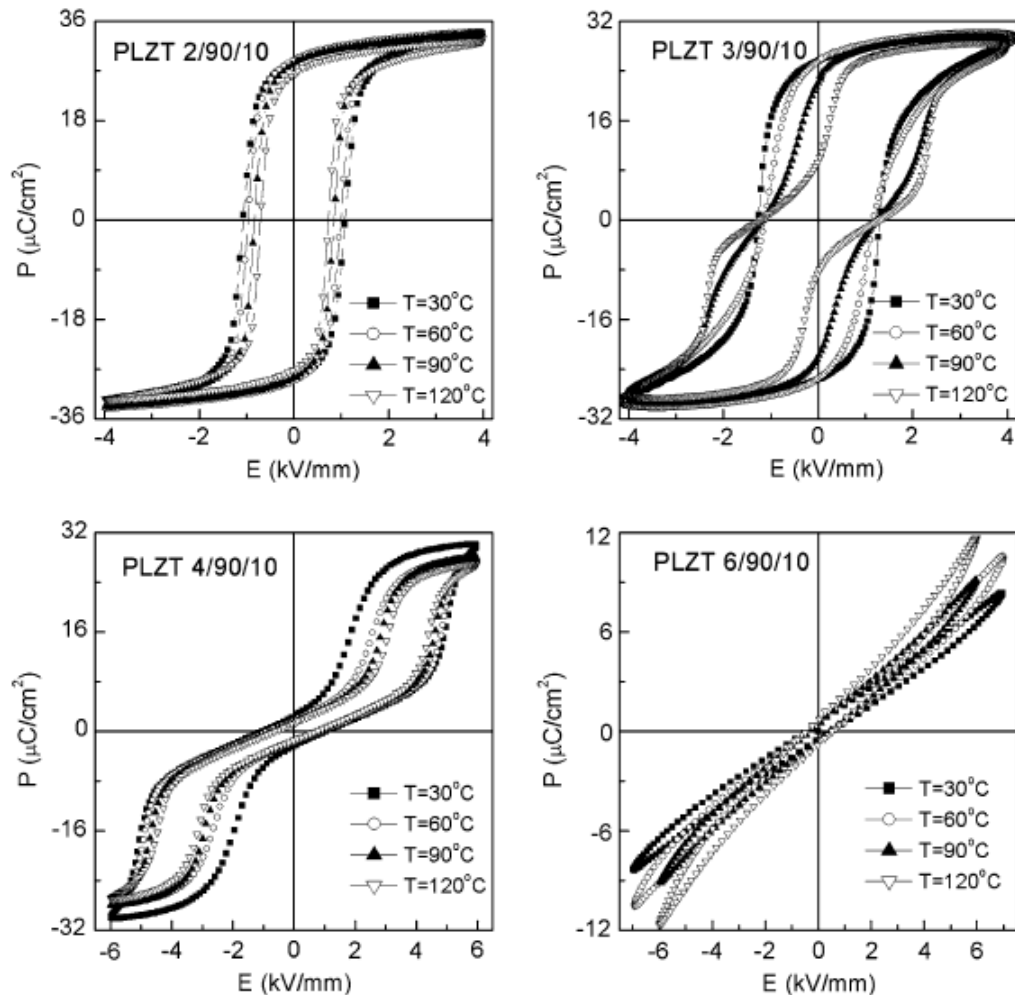 PLZT 2/90/10
P (μC/cm²)
36
18
0
-18
-36
T=30°C
T=60°C
T=90°C
T=120°C
-4 -2 0 2 4
E (kV/mm)
PLZT 3/90/10
P (μC/cm²)
32
16
0
-16
-32
T=30°C
T=60°C
T=90°C
T=120°C
-4 -2 0 2 4
E (kV/mm)
PLZT 4/90/10
P (μC/cm²)
32
16
0
-16
-32
T=30°C
T=60°C
T=90°C
T=120°C
-6 -4 -2 0 2 4 6
E (kV/mm)
PLZT 6/90/10
P (μC/cm²)
12
6
0
-6
-12
T=30°C
T=60°C
T=90°C
T=120°C
-6 -4 -2 0 2 4 6
E (kV/mm)